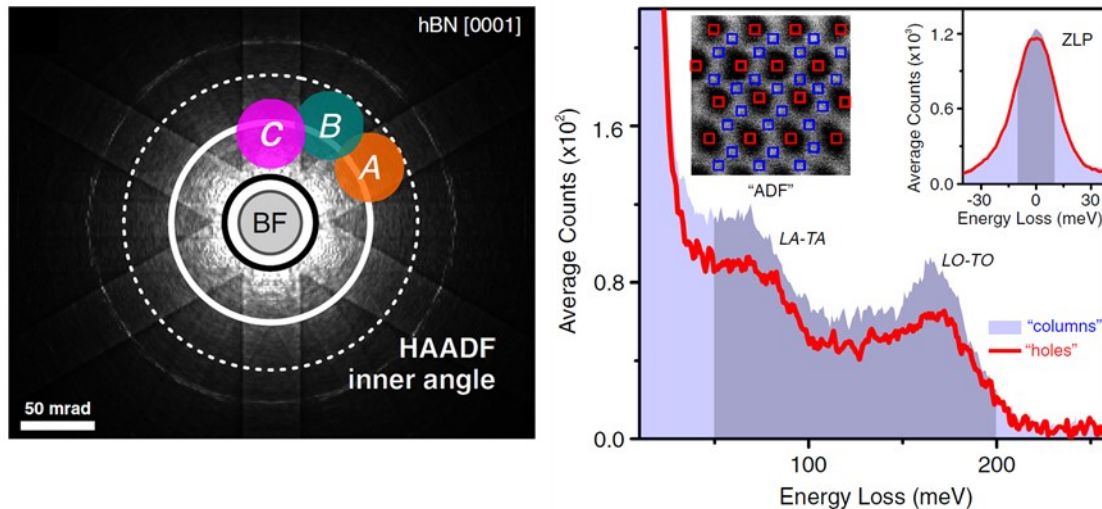 hBN [0001]
C
B
A
BF
HAADF
inner angle
50 mrad
Average Counts (x10²)
1.6
0.8
0.0
100
200
Energy Loss (meV)
"ADF"
LA-TA
LO-TO
"columns"
"holes"
Average Counts (x10³)
1.2
0.6
0.0
ZLP
-30
0
30
Energy Loss (meV)